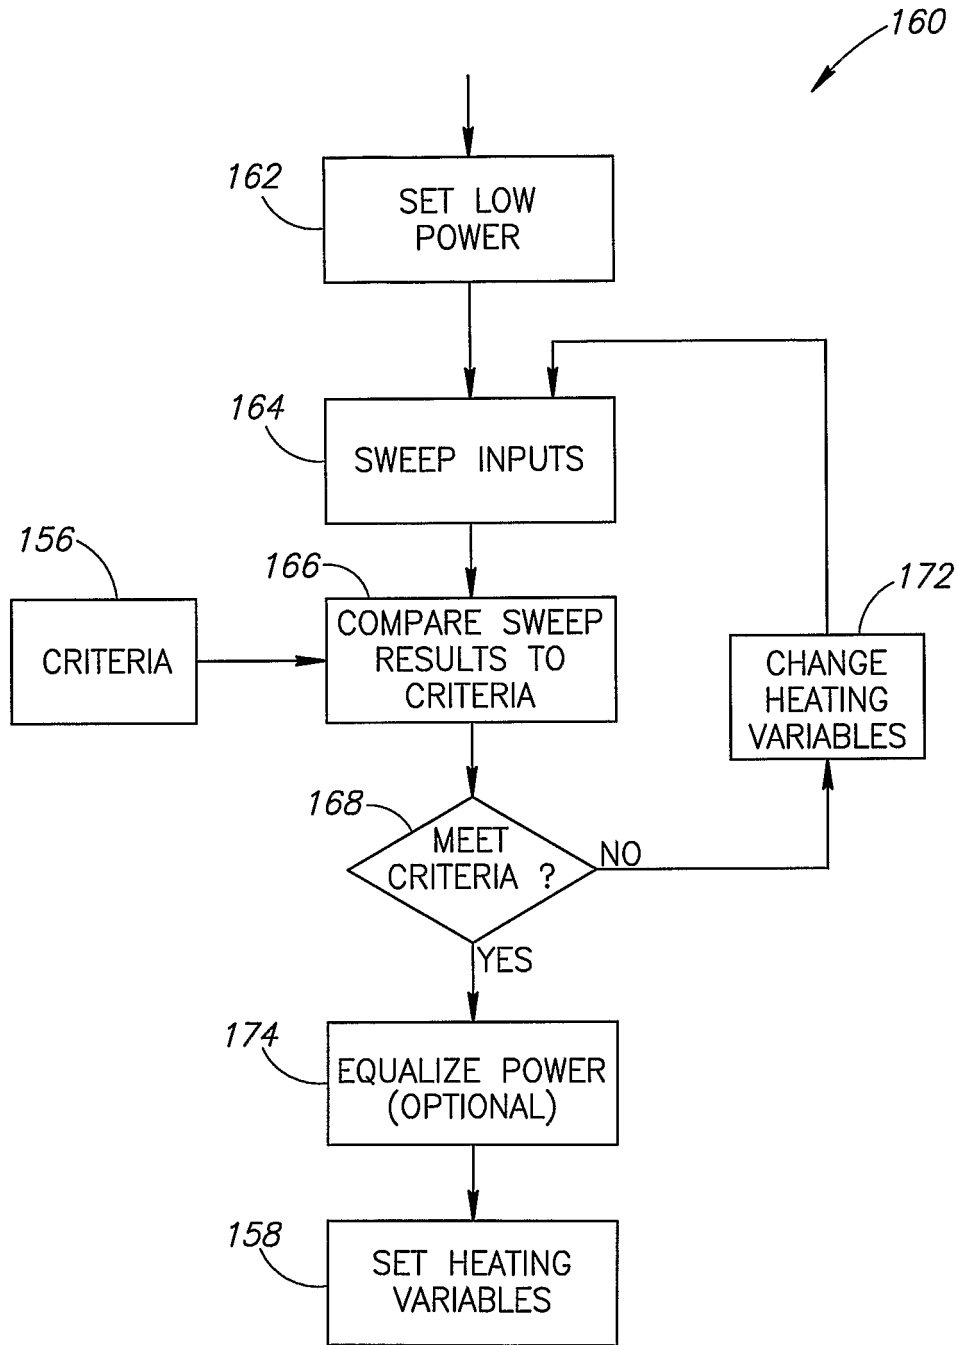 160
162
SET LOW
POWER
164
SWEEP INPUTS
156
CRITERIA
166
COMPARE SWEEP
RESULTS TO
CRITERIA
172
CHANGE
HEATING
VARIABLES
168
MEET
CRITERIA ?
NO
YES
174
EQUALIZE POWER
(OPTIONAL)
158
SET HEATING
VARIABLES